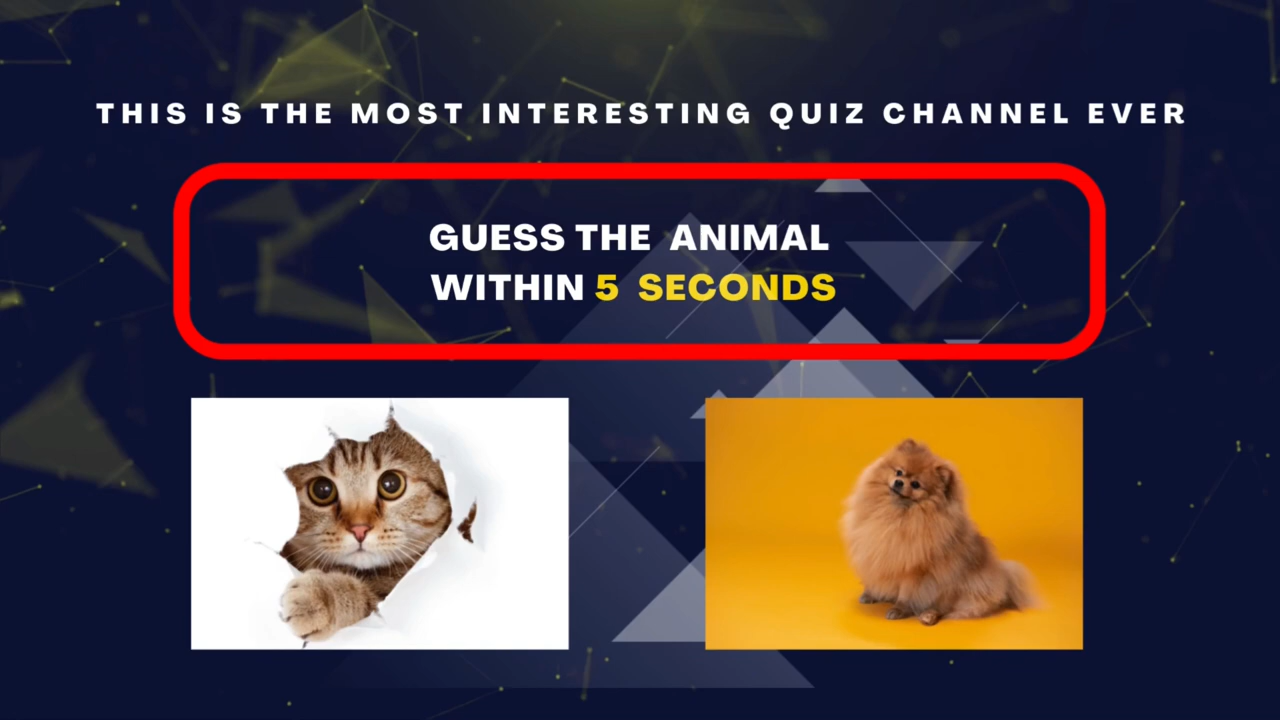 THIS IS THE MOST INTERESTING QUIZ CHANNEL EVER
GUESS THE ANIMAL
WITHIN 5 SECONDS